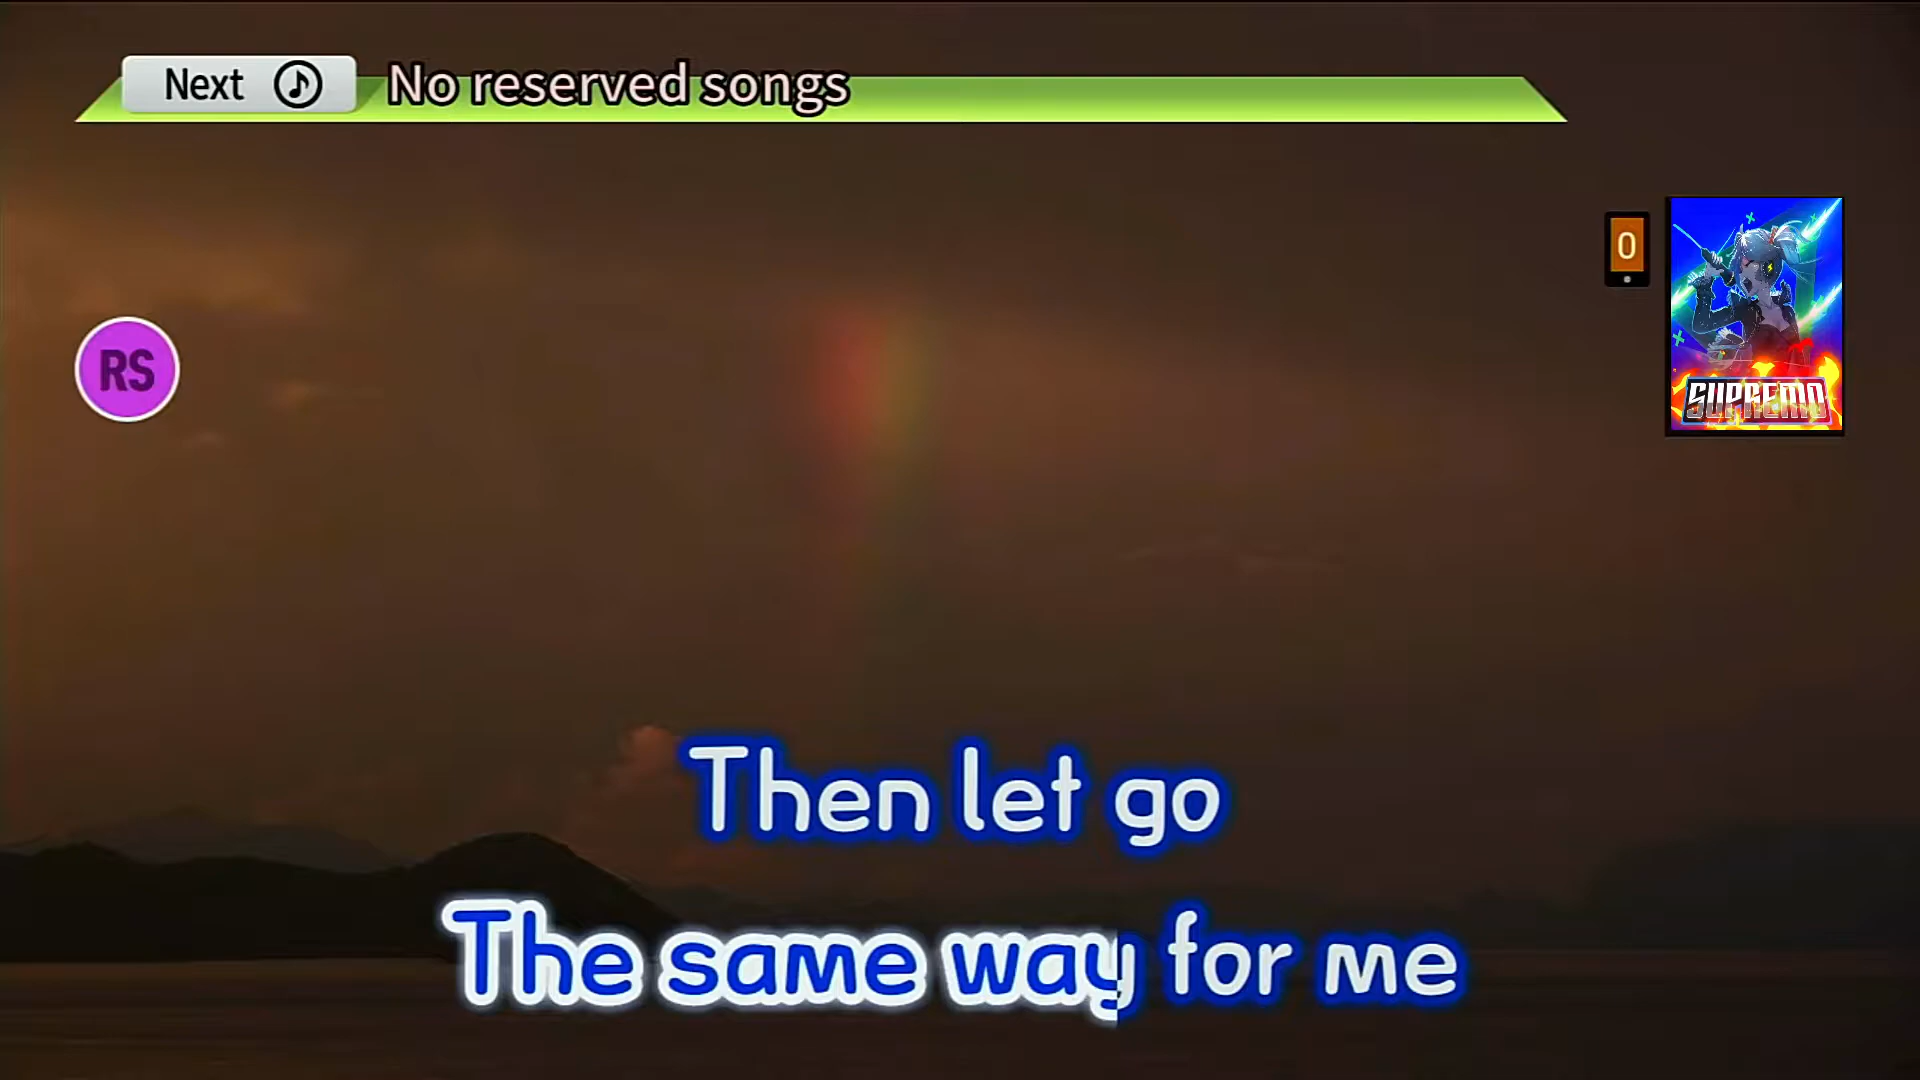 Next No reserved songs
0
RS
SUPREMO
Then let go
The same way for me